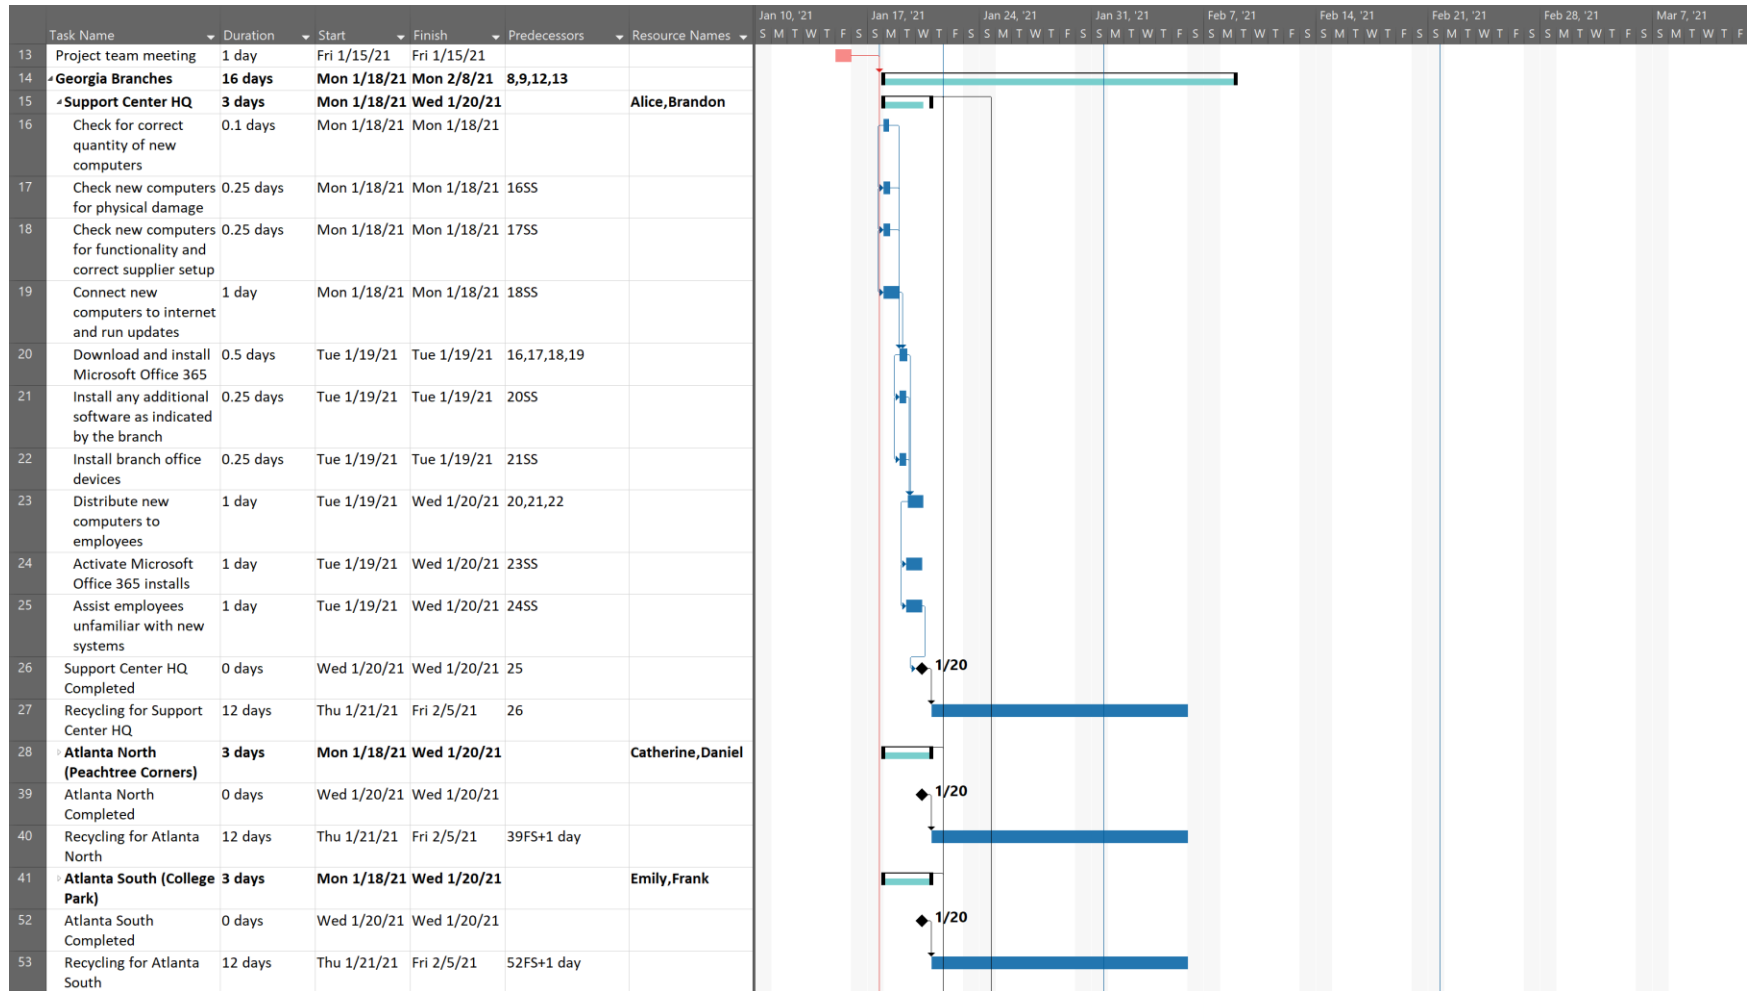 Jan 10, '21 Jan 17, '21 Jan 24, '21 Jan 31, '21 Feb 7, '21 Feb 14, '21 Feb 21, '21 Feb 28, '21 Mar 7, '21
Task Name Duration Start Finish Predecessors Resource Names S M T W T F S S M T W T F S S M T W T F S S M T W T F S S M T W T F S S M T W T F S S M T W T F S S M T W T F S S M T W T F
13 Project team meeting 1 day Fri 1/15/21 Fri 1/15/21
14 Georgia Branches 16 days Mon 1/18/21 Mon 2/8/21 8,9,12,13
15 Support Center HQ 3 days Mon 1/18/21 Wed 1/20/21 Alice,Brandon
16 Check for correct 0.1 days Mon 1/18/21 Mon 1/18/21
quantity of new
computers
17 Check new computers 0.25 days Mon 1/18/21 Mon 1/18/21 16SS
for physical damage
18 Check new computers 0.25 days Mon 1/18/21 Mon 1/18/21 17SS
for functionality and
correct supplier setup
19 Connect new 1 day Mon 1/18/21 Mon 1/18/21 18SS
computers to internet
and run updates
20 Download and install 0.5 days Tue 1/19/21 Tue 1/19/21 16,17,18,19
Microsoft Office 365
21 Install any additional 0.25 days Tue 1/19/21 Tue 1/19/21 20SS
software as indicated
by the branch
22 Install branch office 0.25 days Tue 1/19/21 Tue 1/19/21 21SS
devices
23 Distribute new 1 day Tue 1/19/21 Wed 1/20/21 20,21,22
computers to
employees
24 Activate Microsoft 1 day Tue 1/19/21 Wed 1/20/21 23SS
Office 365 installs
25 Assist employees 1 day Tue 1/19/21 Wed 1/20/21 24SS
unfamiliar with new
systems
26 Support Center HQ 0 days Wed 1/20/21 Wed 1/20/21 25 1/20
Completed
27 Recycling for Support 12 days Thu 1/21/21 Fri 2/5/21 26
Center HQ
28 Atlanta North 3 days Mon 1/18/21 Wed 1/20/21 Catherine,Daniel
(Peachtree Corners)
39 Atlanta North 0 days Wed 1/20/21 Wed 1/20/21 1/20
Completed
40 Recycling for Atlanta 12 days Thu 1/21/21 Fri 2/5/21 39FS+1 day
North
41 Atlanta South (College 3 days Mon 1/18/21 Wed 1/20/21 Emily,Frank
Park)
52 Atlanta South 0 days Wed 1/20/21 Wed 1/20/21 1/20
Completed
53 Recycling for Atlanta 12 days Thu 1/21/21 Fri 2/5/21 52FS+1 day
South